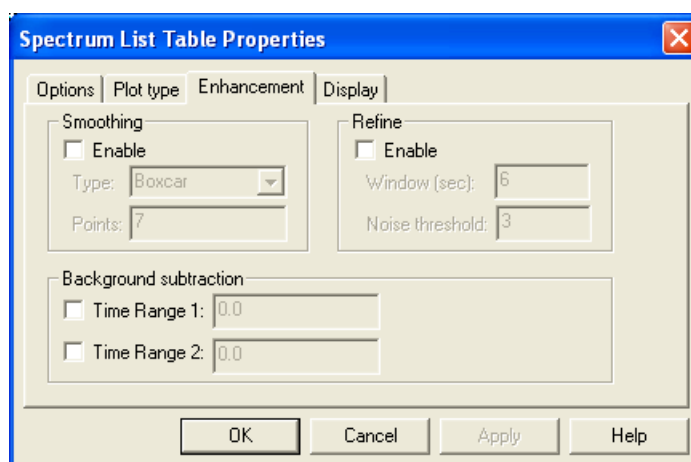 Spectrum List Table Properties
Options Plot type Enhancement Display
Smoothing
Enable
Type: Boxcar
Points: 7
Refine
Enable
Window (sec): 6
Noise threshold: 3
Background subtraction
Time Range 1: 0.0
Time Range 2: 0.0
OK Cancel Apply Help